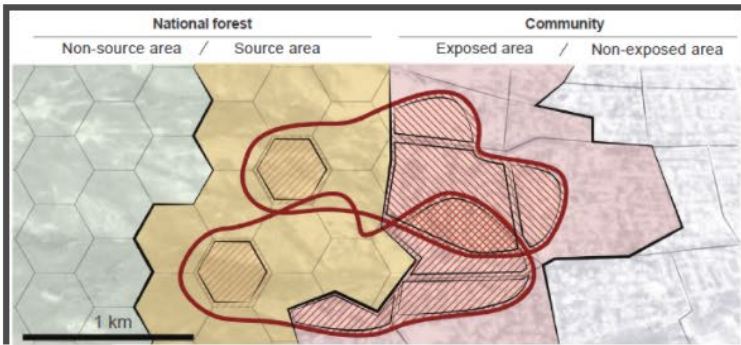 National forest
Community
Non-source area / Source area
Exposed area / Non-exposed area
1 km